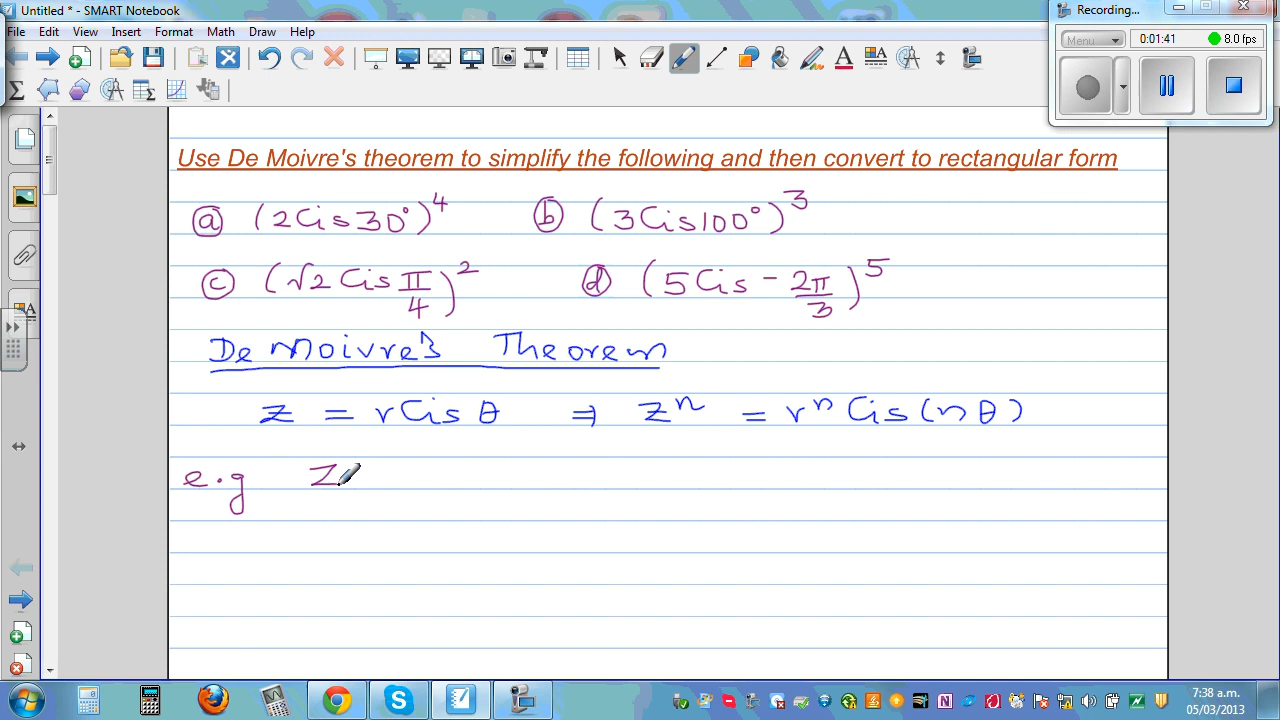 Untitled * - SMART Notebook
Recording...
File Edit View Insert Format Math Draw Help
Menu
0:01:41
8.0 fps
Use De Moivre's theorem to simplify the following and then convert to rectangular form
ⓐ (2Cis30°)⁴ ⓑ (3Cis100°)³
ⓒ (√2 Cis π/4)² ⓓ (5Cis -2π/3)⁵
De Moivre's Theorem
z = rCis θ ⇒ zⁿ = rⁿ Cis(nθ)
e.g Z
7:38 a.m.
05/03/2013